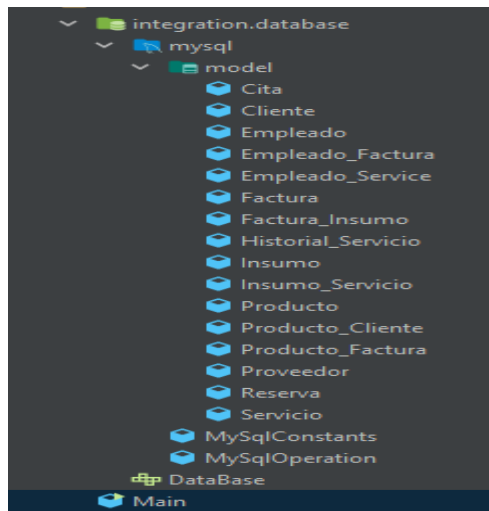 integration.database
mysql
model
Cita
Cliente
Empleado
Empleado_Factura
Empleado_Service
Factura
Factura_Insumo
Historial_Servicio
Insumo
Insumo_Servicio
Producto
Producto_Cliente
Producto_Factura
Proveedor
Reserva
Servicio
MySqlConstants
MySqlOperation
DataBase
Main